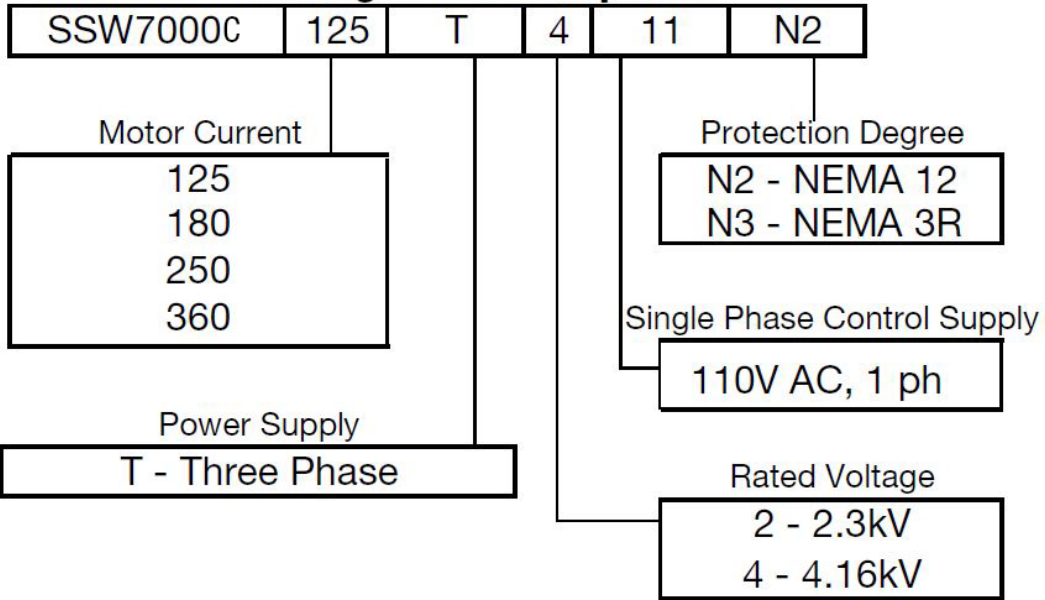 SSW7000C 125 T 4 11 N2
Motor Current
125
180
250
360
Power Supply
T - Three Phase
Protection Degree
N2 - NEMA 12
N3 - NEMA 3R
Single Phase Control Supply
110V AC, 1 ph
Rated Voltage
2 - 2.3kV
4 - 4.16kV